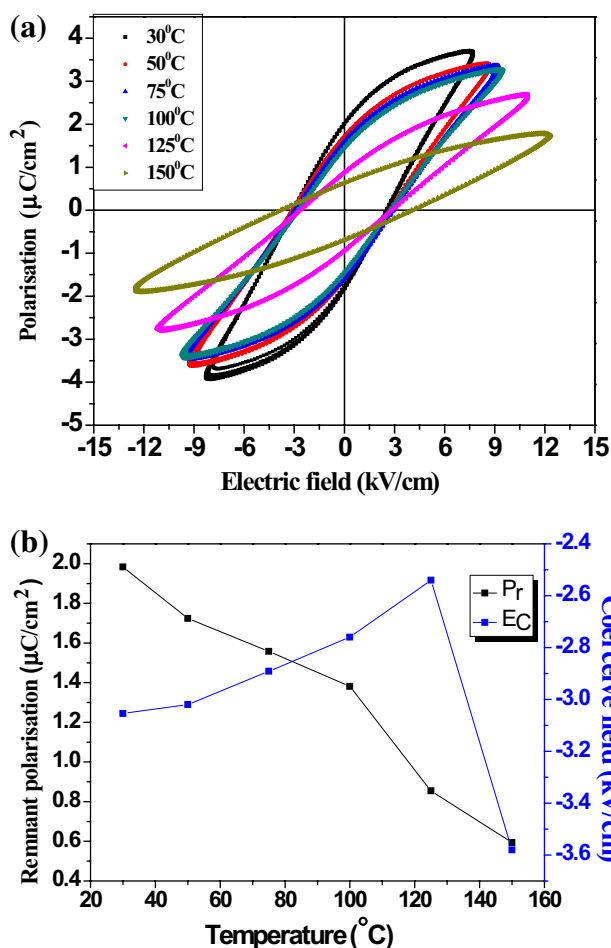 (a)
4
3
2
1
0
-1
-2
-3
-4
-5
Polarisation (μC/cm²)
30⁰C
50⁰C
75⁰C
100⁰C
125⁰C
150⁰C
-15 -12 -9 -6 -3 0 3 6 9 12 15
Electric field (kV/cm)
(b)
2.0
1.8
1.6
1.4
1.2
1.0
0.8
0.6
0.4
Remnant polarisation (μC/cm²)
Pr
EC
-2.4
-2.6
-2.8
-3.0
-3.2
-3.4
-3.6
Coercive field (kV/cm)
20 40 60 80 100 120 140 160
Temperature (°C)